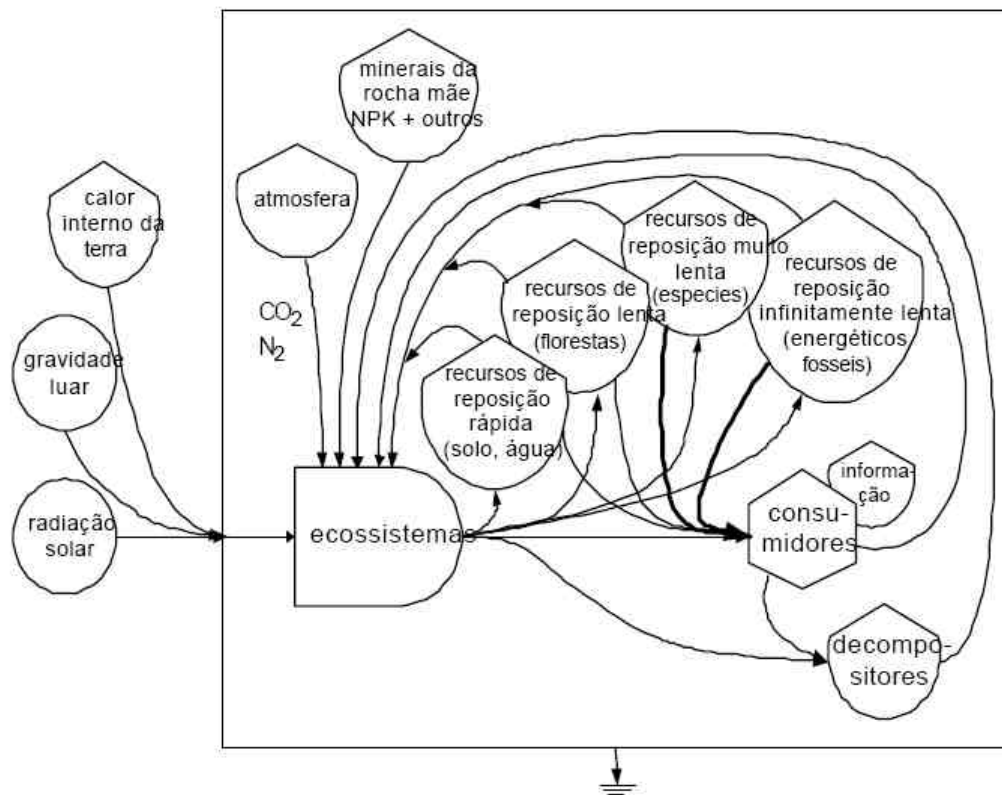 minerais da
rocha mãe
NPK + outros
atmosfera
calor
interno da
terra
CO₂
N₂
gravidade
luar
radiação
solar
ecossistemas
recursos de
reposição
rápida
(solo, água)
recursos de
reposição lenta
(florestas)
recursos de
reposição muito
lenta
(especies)
recursos de
reposição
infinitamente lenta
(energéticos
fosseis)
informa-
ção
consu-
midores
decompo-
sitores